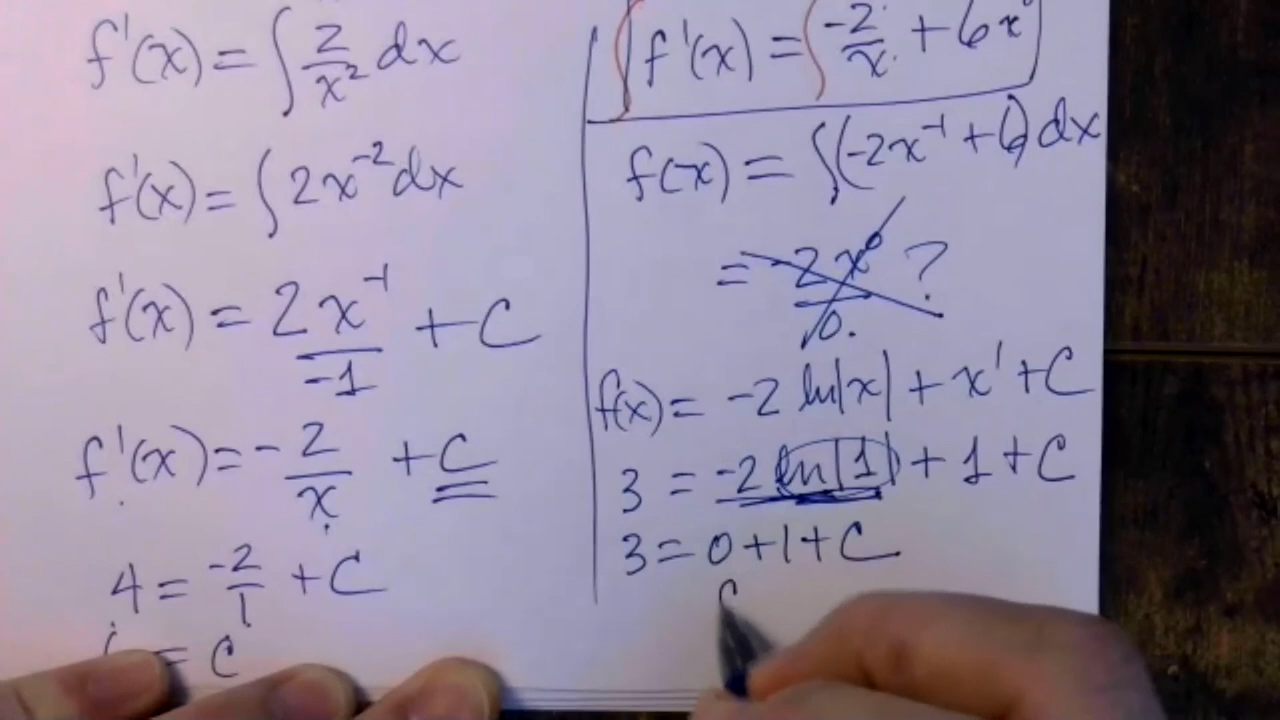 f'(x) = ∫ 2/x² dx
f'(x) = ∫ 2x⁻² dx
f'(x) = 2x⁻¹/-1 + C
f'(x) = -2/x + C
4 = -2/1 + C
= C
∫ f'(x) = ∫ -2/x + 6x⁰
f(x) = ∫(-2x⁻¹ + 6)dx
= -2x⁰/0. ?
f(x) = -2 ln|x| + x¹ + C
3 = -2 ln|1| + 1 + C
3 = 0 + 1 + C